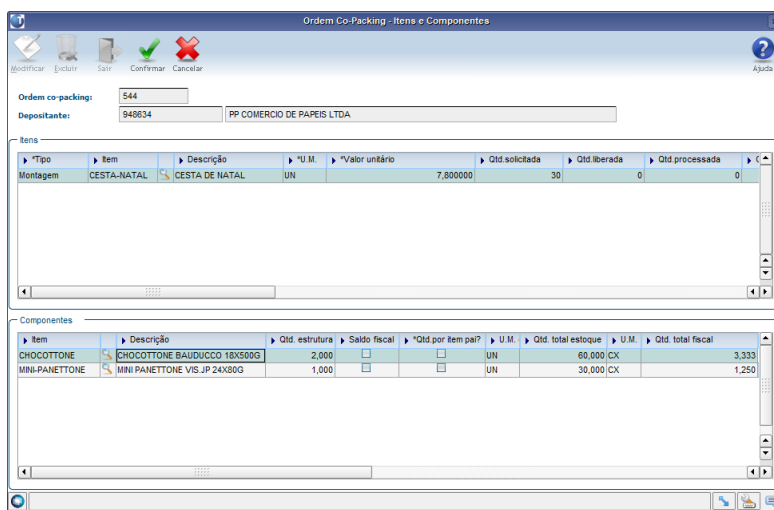 Ordem Co-Packing - Itens e Componentes
Modificar Excluir Sair Confirmar Cancelar Ajuda
Ordem co-packing: 544
Depositante: 948634 PP COMERCIO DE PAPEIS LTDA
Itens
*Tipo Item Descrição *U.M. *Valor unitário Qtd.solicitada Qtd.liberada Qtd.processada
Montagem CESTA-NATAL CESTA DE NATAL UN 7,800000 30 0 0
Componentes
Item Descrição Qtd. estrutura Saldo fiscal *Qtd.por item pai? U.M. Qtd. total estoque U.M. Qtd. total fiscal
CHOCOTTONE CHOCOTTONE BAUDUCCO 18X500G 2,000 UN 60,000 CX 3,333
MINI-PANETTONE MINI PANETTONE VIS.JP 24X80G 1,000 UN 30,000 CX 1,250